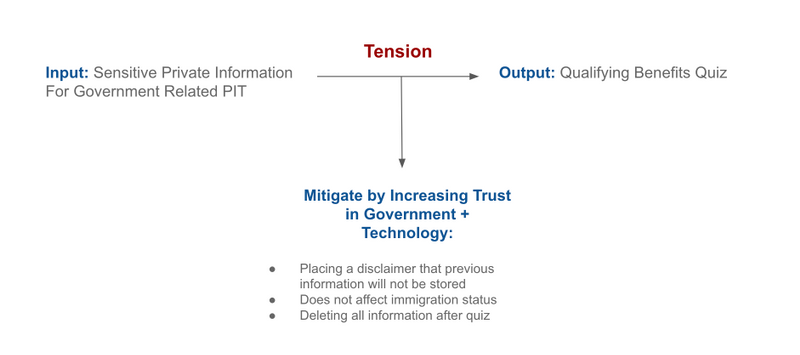 Tension
Input: Sensitive Private Information
For Government Related PIT
Output: Qualifying Benefits Quiz
Mitigate by Increasing Trust
in Government +
Technology:
● Placing a disclaimer that previous
information will not be stored
● Does not affect immigration status
● Deleting all information after quiz